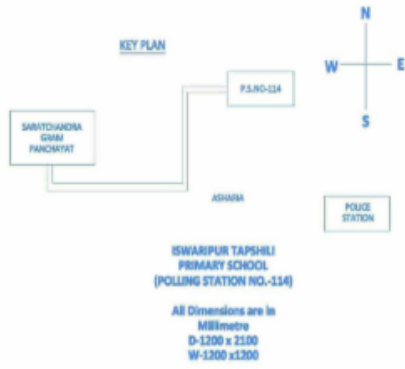 KEY PLAN
N
W
E
S
P.S.NO-114
SARATCHANDRA
GRAM
PANCHAYAT
ASHARIA
POLICE
STATION
ISWARIPUR TAPSHILI
PRIMARY SCHOOL
(POLLING STATION NO.-114)
All Dimensions are in
Millimetre
D-1200 x 2100
W-1200 x1200